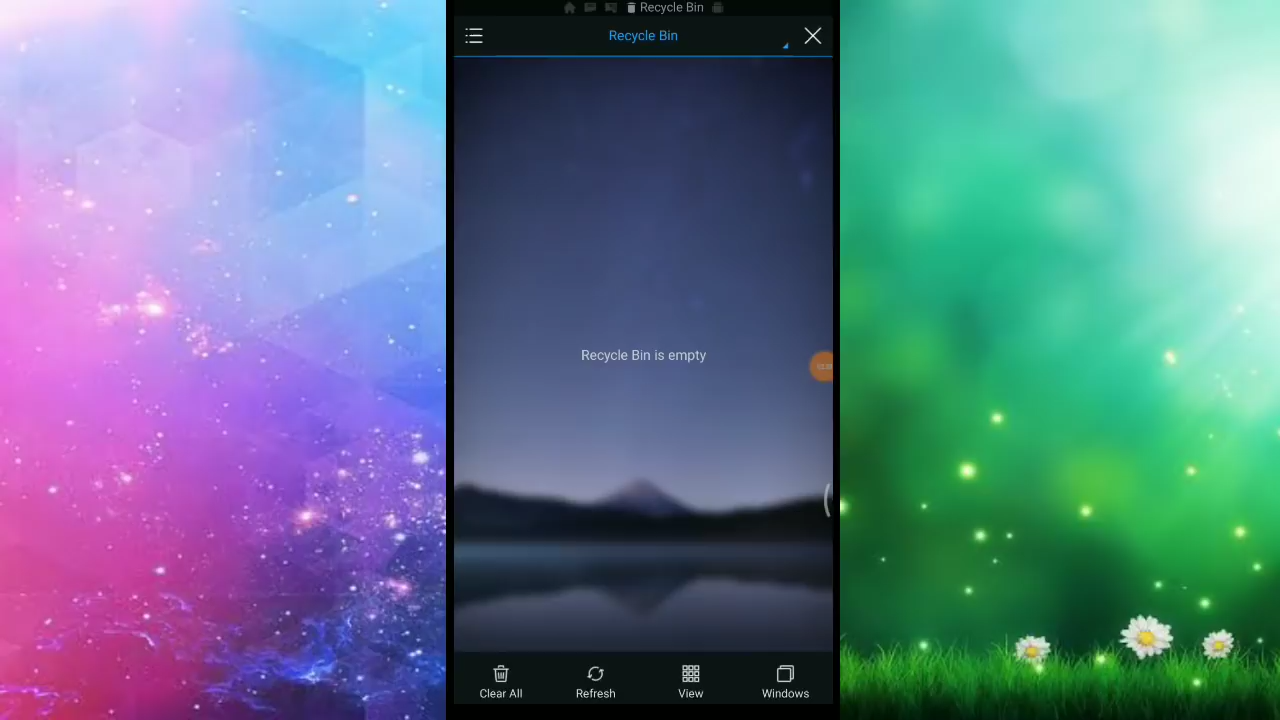 Recycle Bin
Recycle Bin
Recycle Bin is empty
Clear All
Refresh
View
Windows